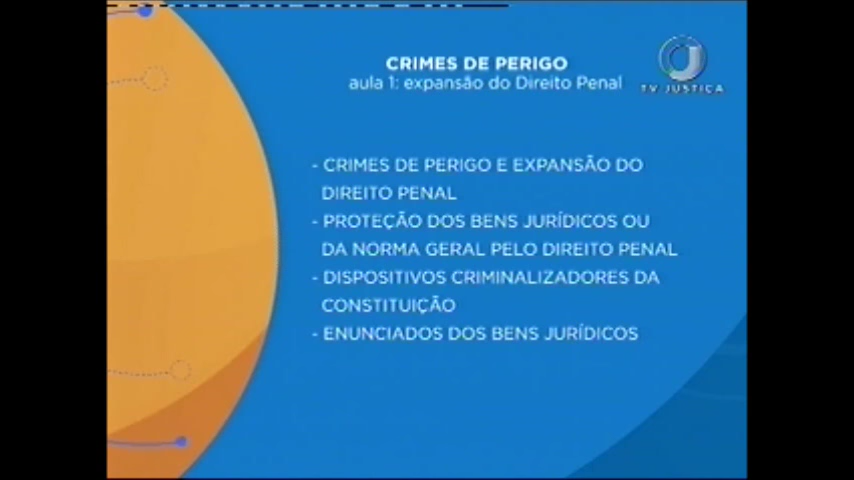 CRIMES DE PERIGO
aula 1: expansão do Direito Penal
TV JUSTIÇA
- CRIMES DE PERIGO E EXPANSÃO DO
DIREITO PENAL
- PROTEÇÃO DOS BENS JURÍDICOS OU
DA NORMA GERAL PELO DIREITO PENAL
- DISPOSITIVOS CRIMINALIZADORES DA
CONSTITUIÇÃO
- ENUNCIADOS DOS BENS JURÍDICOS